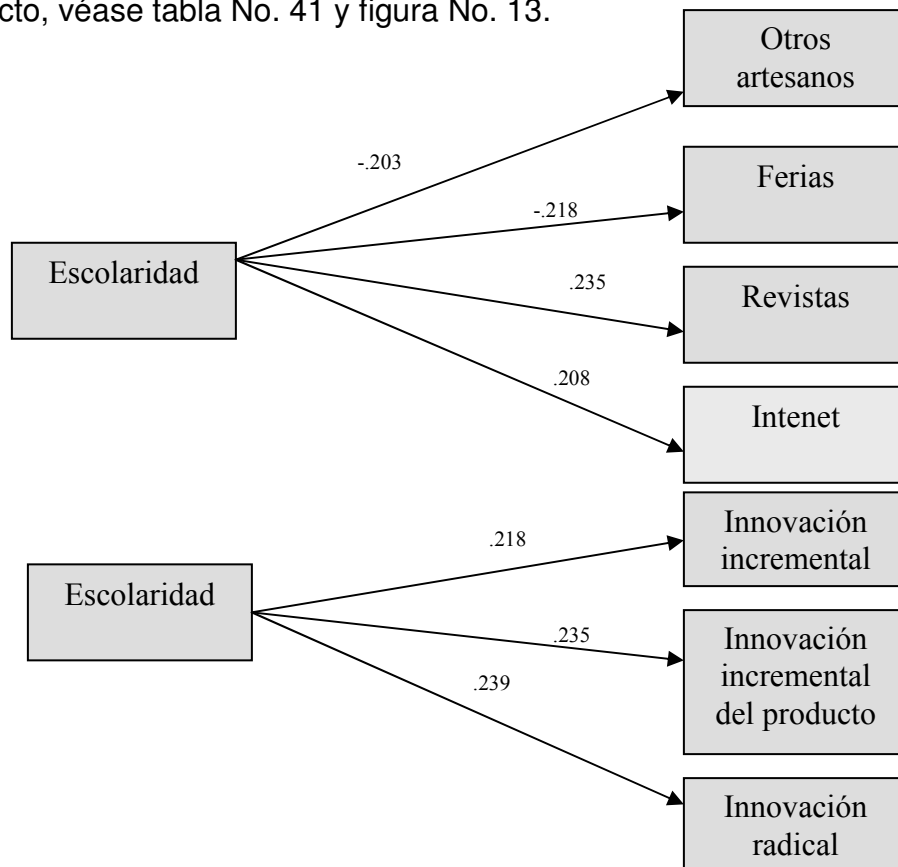 cto, véase tabla No. 41 y figura No. 13.
Otros
artesanos
-.203
Ferias
-.218
Escolaridad
Revistas
.235
.208
Intenet
Innovación
incremental
.218
Escolaridad
Innovación
incremental
del producto
.235
.239
Innovación
radical